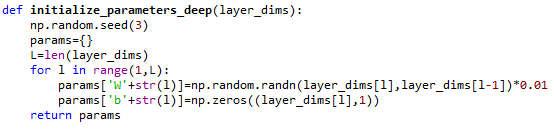 def initialize_parameters_deep(layer_dims):
    np.random.seed(3)
    params={}
    L=len(layer_dims)
    for l in range(1,L):
        params['W'+str(l)]=np.random.randn(layer_dims[l],layer_dims[l-1])*0.01
        params['b'+str(l)]=np.zeros((layer_dims[l],1))
    return params